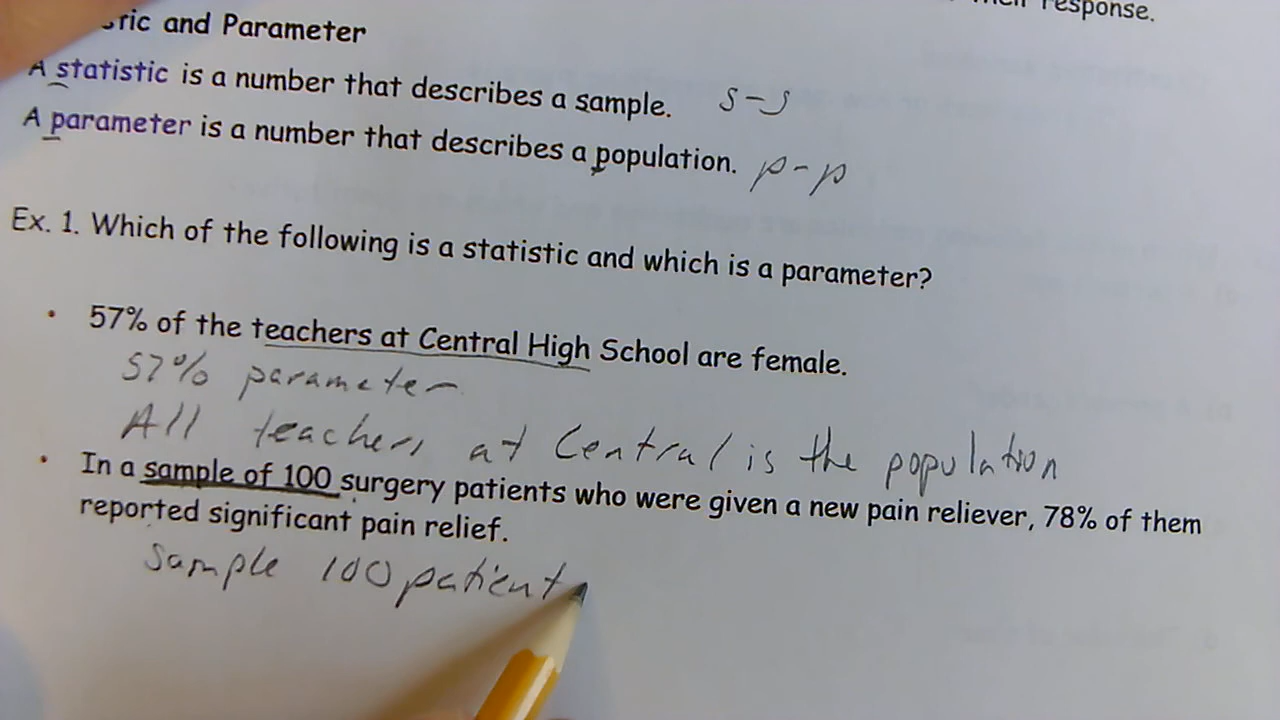 response.
and Parameter
A statistic is a number that describes a sample. s-s
A parameter is a number that describes a population. p-p
Ex. 1. Which of the following is a statistic and which is a parameter?
• 57% of the teachers at Central High School are female.
57% parameter
All teachers at Central is the population
• In a sample of 100 surgery patients who were given a new pain reliever, 78% of them
reported significant pain relief.
Sample 100 patient